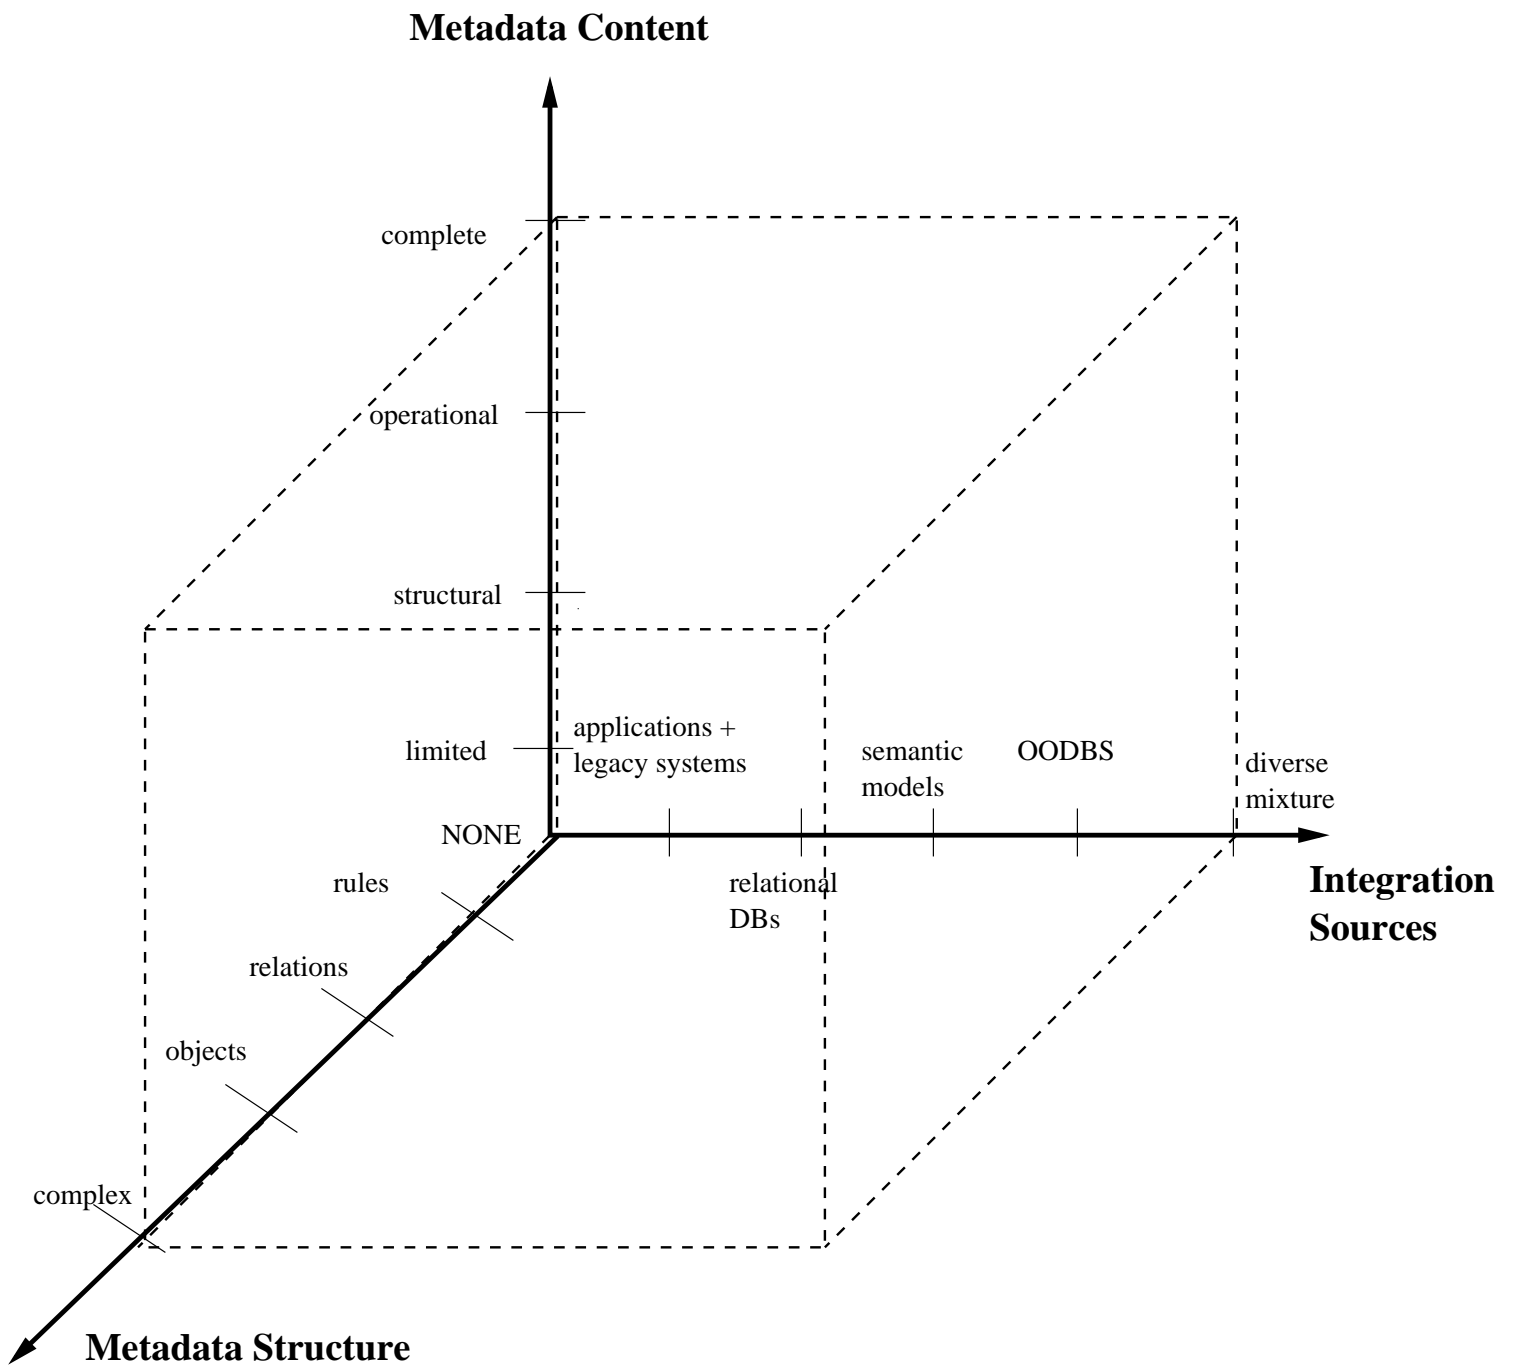 Metadata Content
complete
operational
structural
applications +
legacy systems
limited
semantic
models
OODBS
diverse
mixture
NONE
rules
relational
DBs
Integration
Sources
relations
objects
complex
Metadata Structure